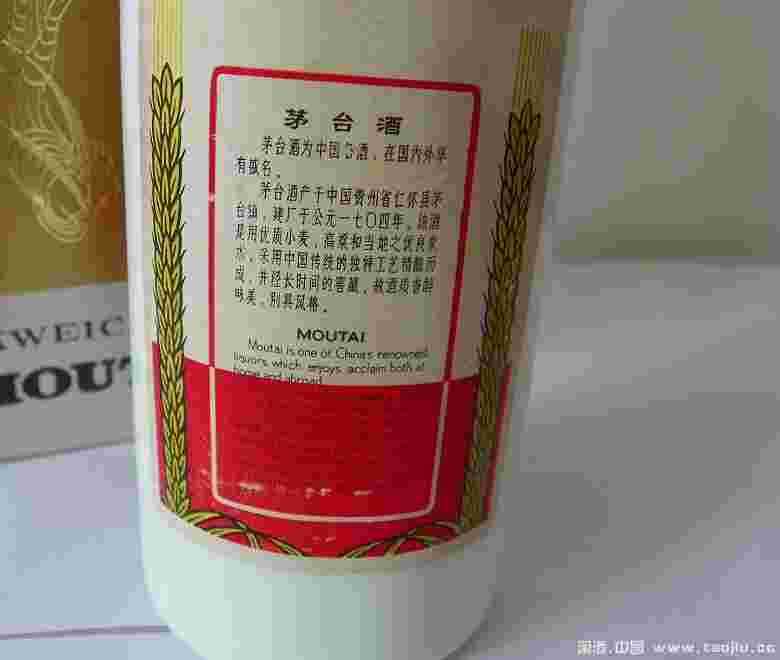 茅台酒
茅台酒为中国名酒，在国内外享
有盛名。
茅台酒产于中国贵州省仁怀县茅
台镇，建厂于公元一七〇四年。该酒
是用优质小麦，高粱和当地之优良泉
水，采用中国传统的独特工艺精酿而
成，并经长时间的窖藏，故酒质香醇
味美，别具风格。
MOUTAI
Moutai is one of China's renowned
liquors which enjoys acclaim both at
home and abroad
TWEIC
MOUT
中国 www.taojiu.cc